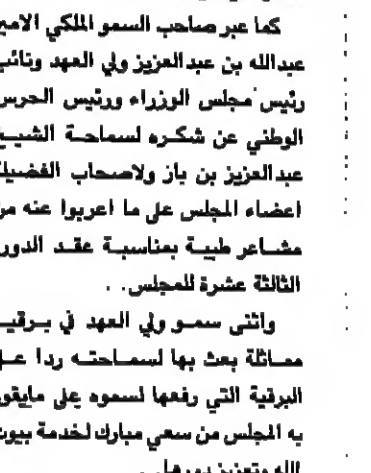 كما عبر صاحب السمو الملكي الامير
عبدالله بن عبدالعزيز ولي العهد ونائب
رئيس مجلس الوزراء ورئيس الحرس
الوطني عن شكره لسماحة الشيخ
عبدالعزيز بن باز ولاصحاب الفضيلة
اعضاء المجلس على ما اعربوا عنه من
مشاعر طيبة بمناسبة عقد الدورة
الثالثة عشرة للمجلس. .
واثنى سمو ولي العهد في برقية
مماثلة بعث بها لسماحته ردا على
البرقية التي رفعها لسموه على مايقوم
به المجلس من سعي مبارك لخدمة بيوت
الله وتعزيز دورها. .